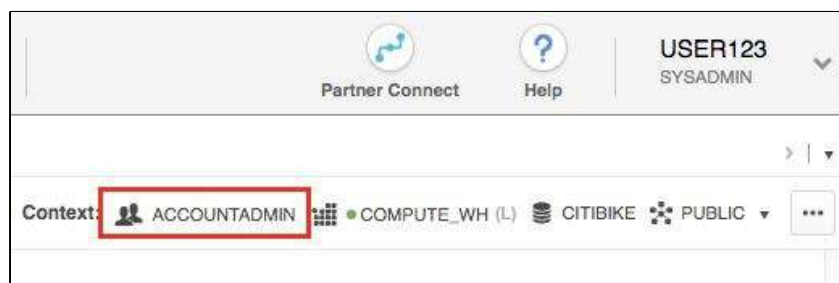 USER123
SYSADMIN
Partner Connect
Help
Context: ACCOUNTADMIN COMPUTE_WH (L) CITIBIKE PUBLIC